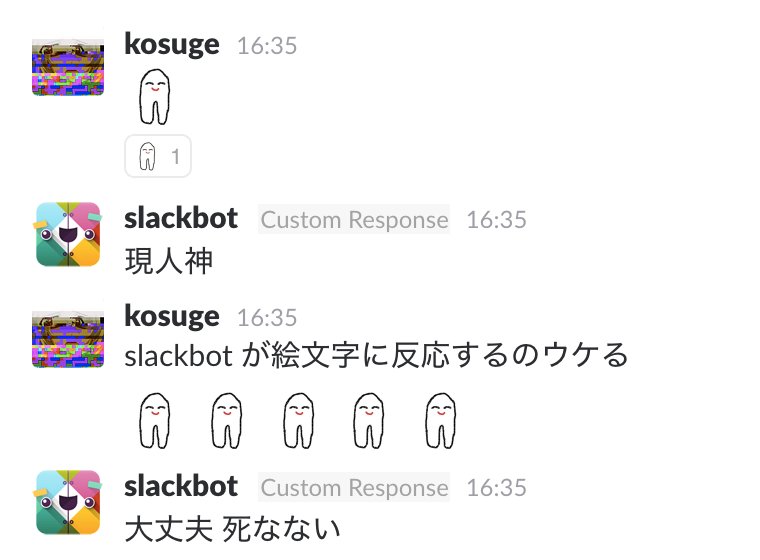 kosuge 16:35
1
slackbot Custom Response 16:35
現人神
kosuge 16:35
slackbot が絵文字に反応するのウケる
slackbot Custom Response 16:35
大丈夫 死なない